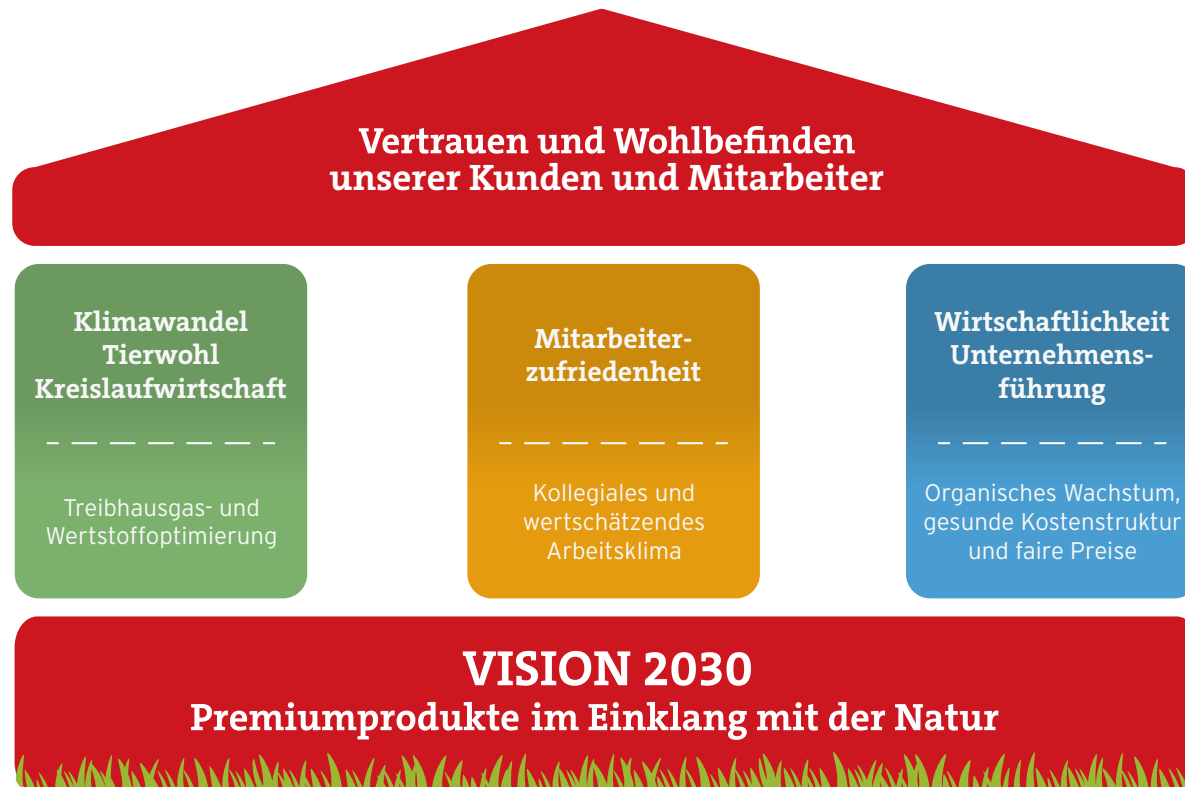 Vertrauen und Wohlbefinden
unserer Kunden und Mitarbeiter
Klimawandel
Tierwohl
Kreislaufwirtschaft
Treibhausgas- und
Wertstoffoptimierung
Mitarbeiter-
zufriedenheit
Kollegiales und
wertschätzendes
Arbeitsklima
Wirtschaftlichkeit
Unternehmens-
führung
Organisches Wachstum,
gesunde Kostenstruktur
und faire Preise
VISION 2030
Premiumprodukte im Einklang mit der Natur